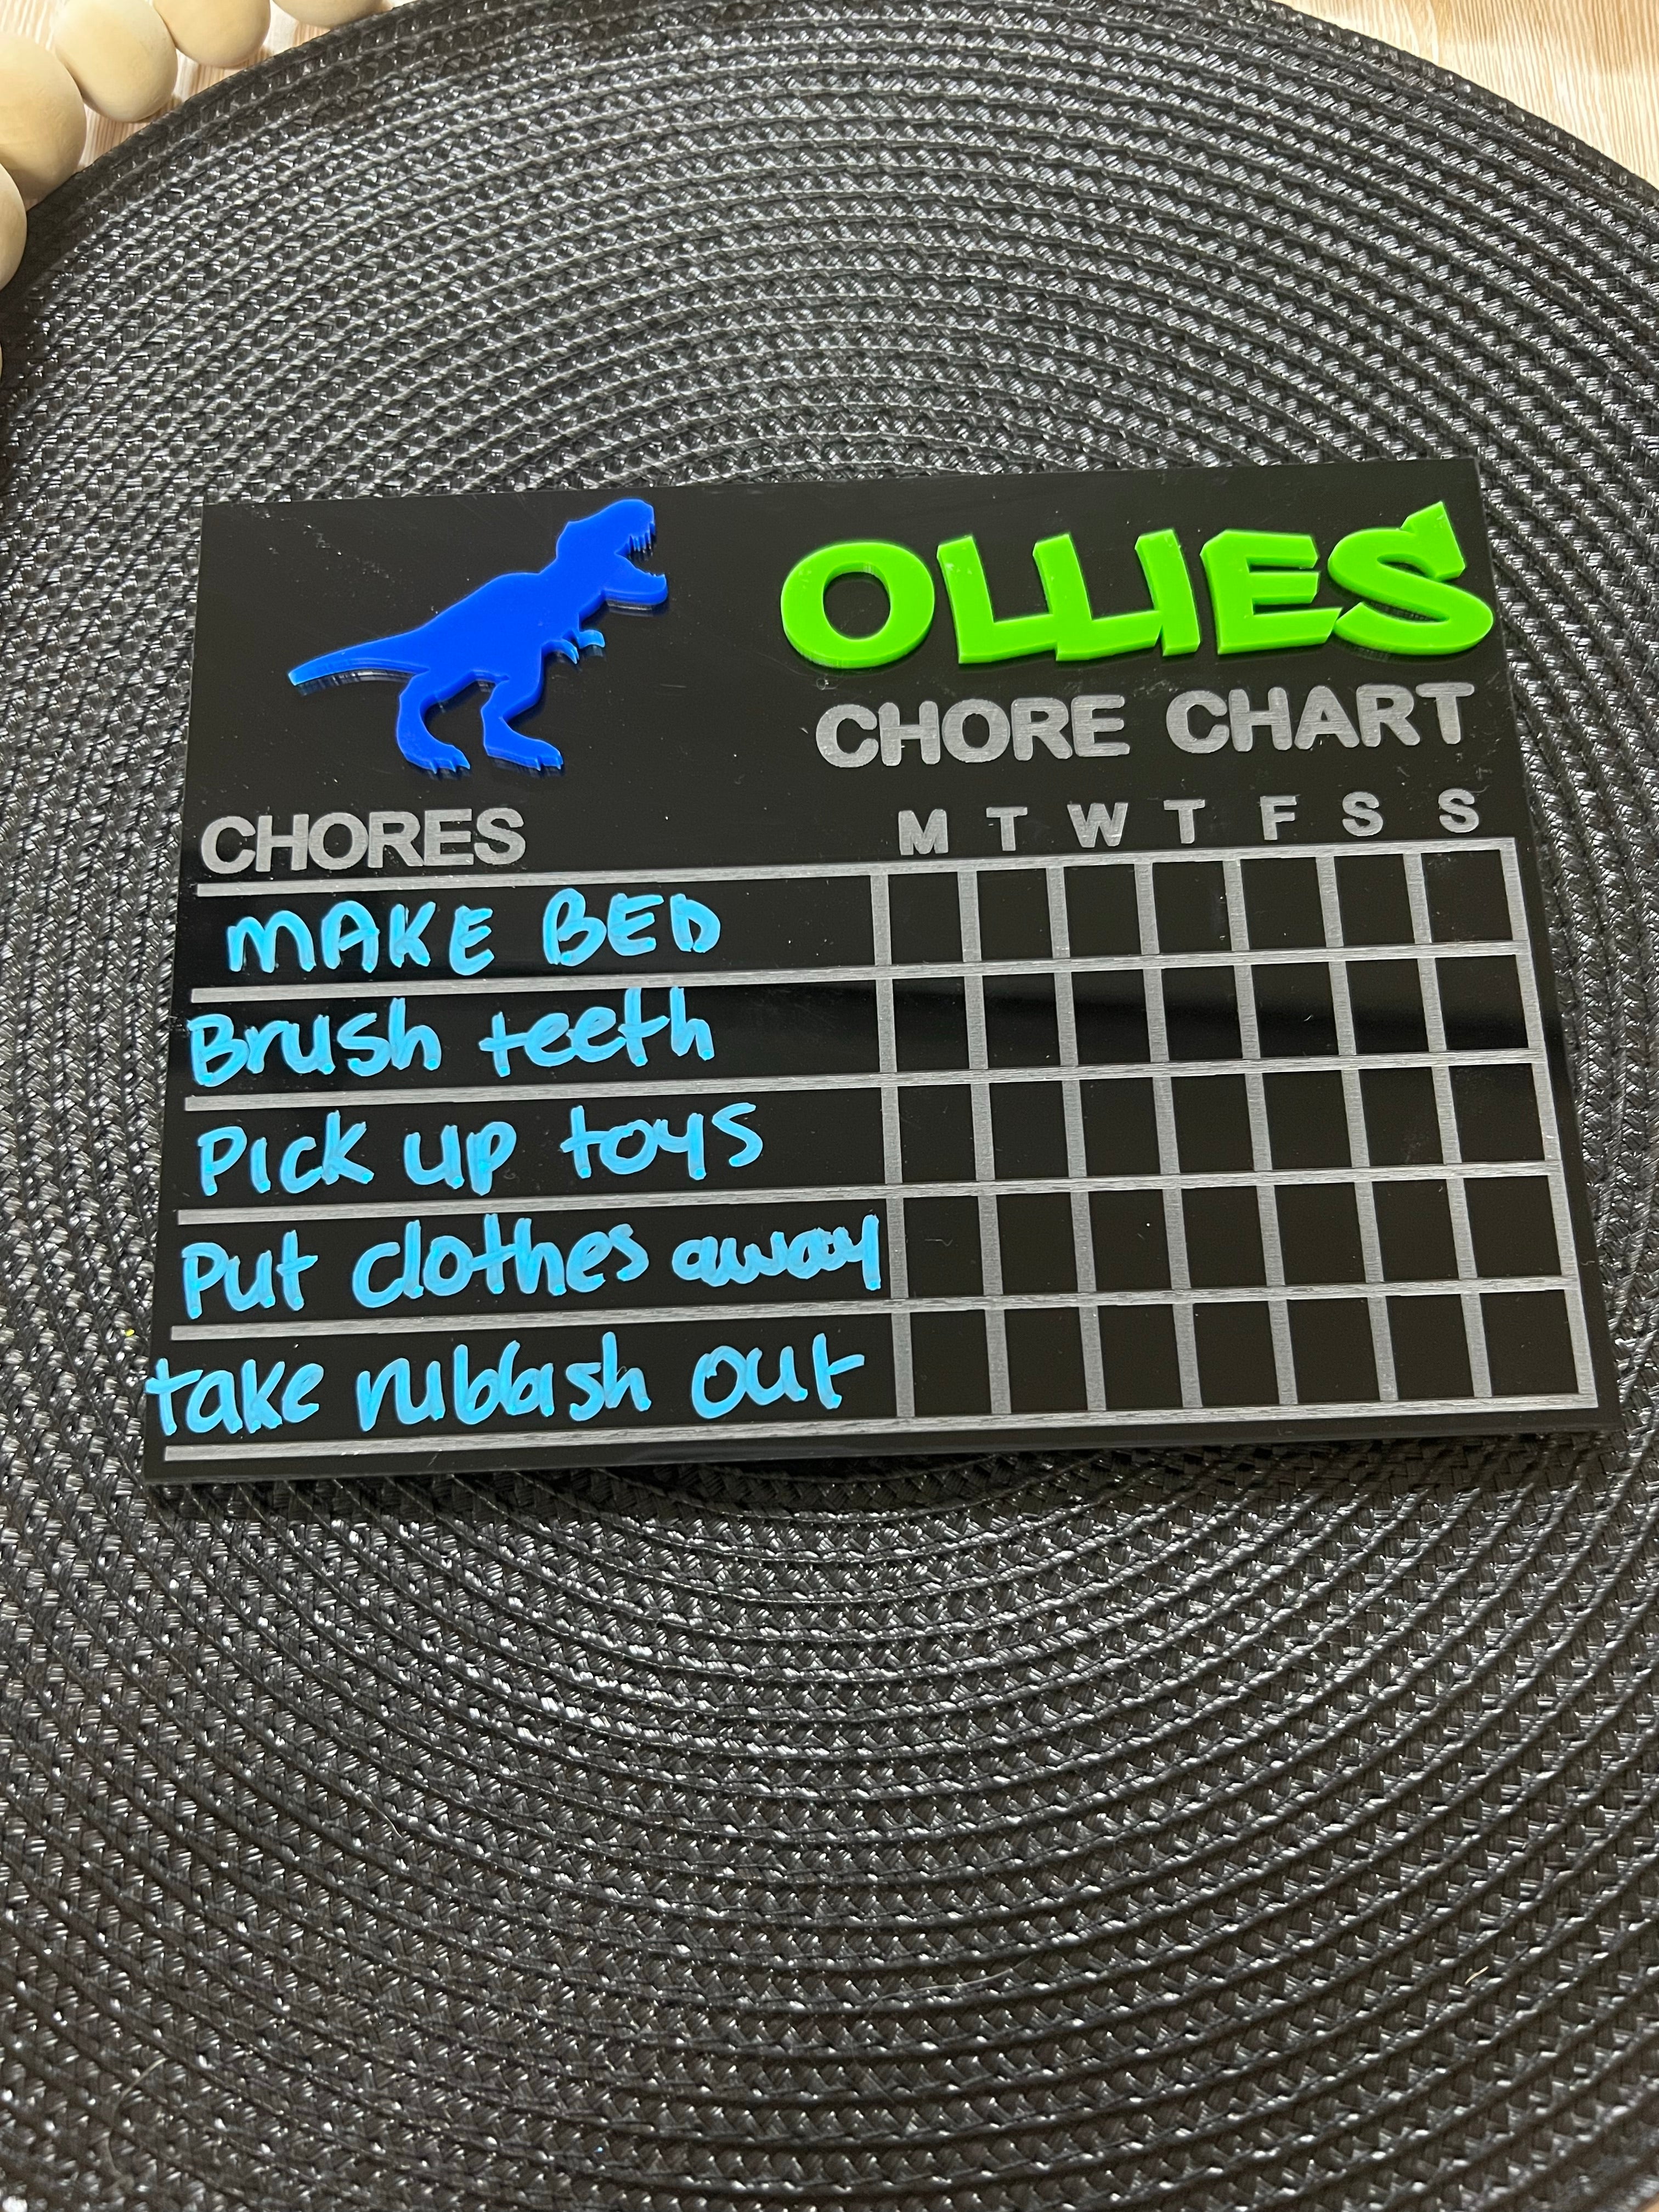 OLLIES
CHORE CHART
CHORES M T W T F S S
MAKE BED
Brush teeth
Pick up toys
Put clothes away
take rubbish out